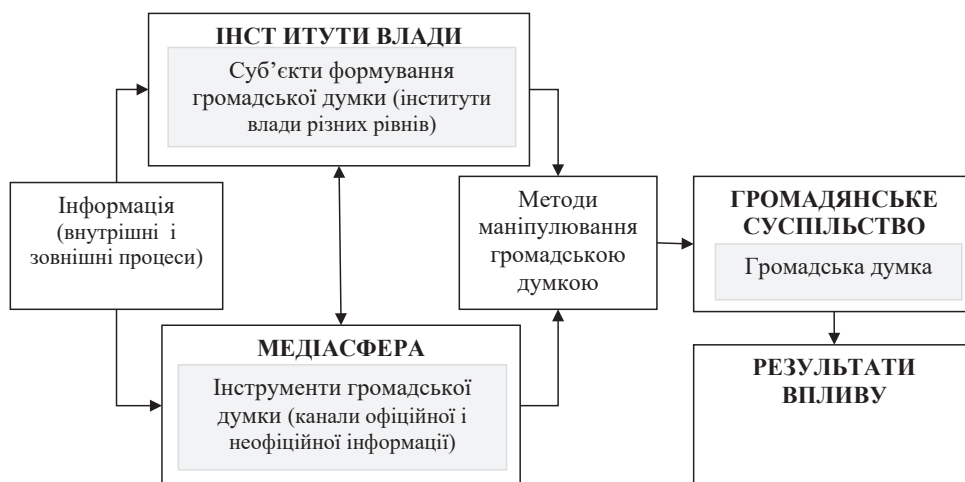 ІНСТ ИТУТИ ВЛАДИ
Суб’єкти формування
громадської думки (інститути
влади різних рівнів)
Інформація
(внутрішні і
зовнішні процеси)
Методи
маніпулювання
громадською
думкою
ГРОМАДЯНСЬКЕ
СУСПІЛЬСТВО
Громадська думка
МЕДІАСФЕРА
Інструменти громадської
думки (канали офіційної і
неофіційної інформації)
РЕЗУЛЬТАТИ
ВПЛИВУ